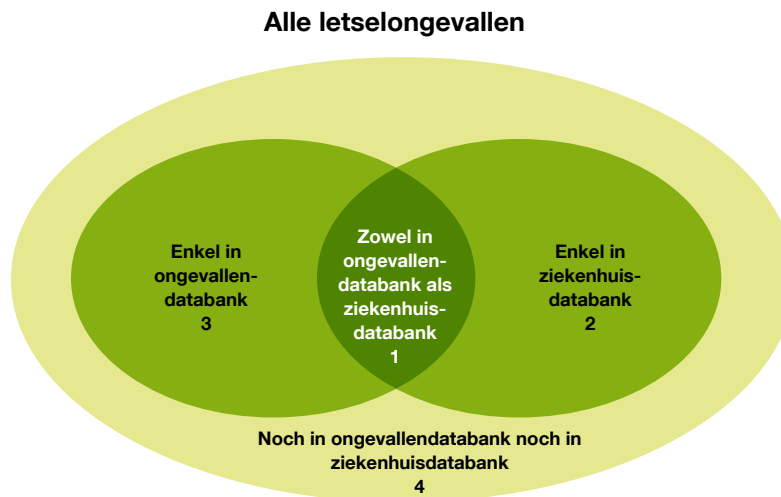 Alle letselongevallen
Enkel in
ongevallen-
databank
3
Zowel in
ongevallen-
databank als
ziekenhuis-
databank
1
Enkel in
ziekenhuis-
databank
2
Noch in ongevallendatabank noch in
ziekenhuisdatabank
4